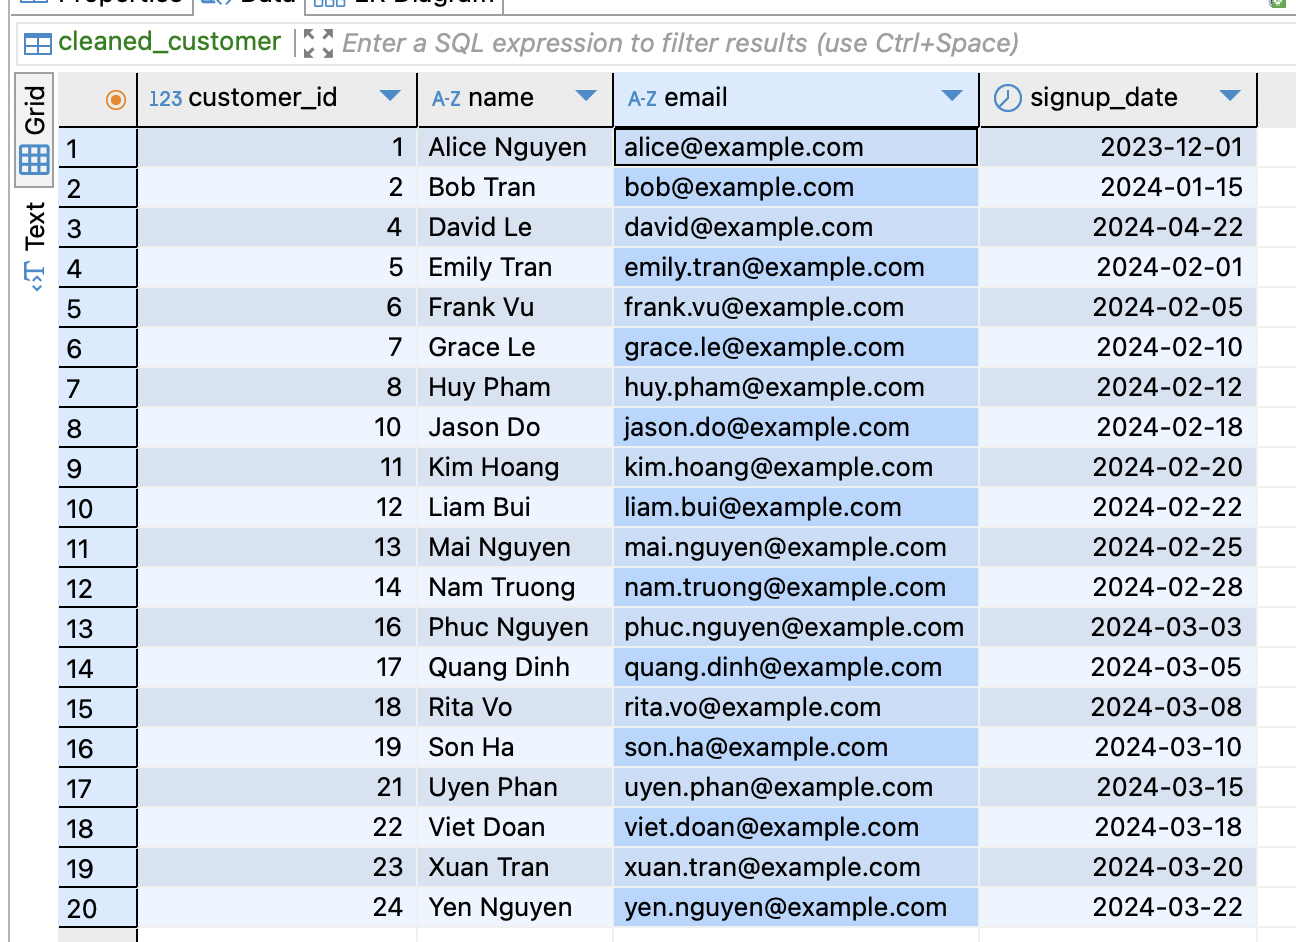 Properties Data ER Diagram
cleaned_customer Enter a SQL expression to filter results (use Ctrl+Space)
Grid
Text
123 customer_id A-Z name A-Z email signup_date
1 1 Alice Nguyen alice@example.com 2023-12-01
2 2 Bob Tran bob@example.com 2024-01-15
3 4 David Le david@example.com 2024-04-22
4 5 Emily Tran emily.tran@example.com 2024-02-01
5 6 Frank Vu frank.vu@example.com 2024-02-05
6 7 Grace Le grace.le@example.com 2024-02-10
7 8 Huy Pham huy.pham@example.com 2024-02-12
8 10 Jason Do jason.do@example.com 2024-02-18
9 11 Kim Hoang kim.hoang@example.com 2024-02-20
10 12 Liam Bui liam.bui@example.com 2024-02-22
11 13 Mai Nguyen mai.nguyen@example.com 2024-02-25
12 14 Nam Truong nam.truong@example.com 2024-02-28
13 16 Phuc Nguyen phuc.nguyen@example.com 2024-03-03
14 17 Quang Dinh quang.dinh@example.com 2024-03-05
15 18 Rita Vo rita.vo@example.com 2024-03-08
16 19 Son Ha son.ha@example.com 2024-03-10
17 21 Uyen Phan uyen.phan@example.com 2024-03-15
18 22 Viet Doan viet.doan@example.com 2024-03-18
19 23 Xuan Tran xuan.tran@example.com 2024-03-20
20 24 Yen Nguyen yen.nguyen@example.com 2024-03-22